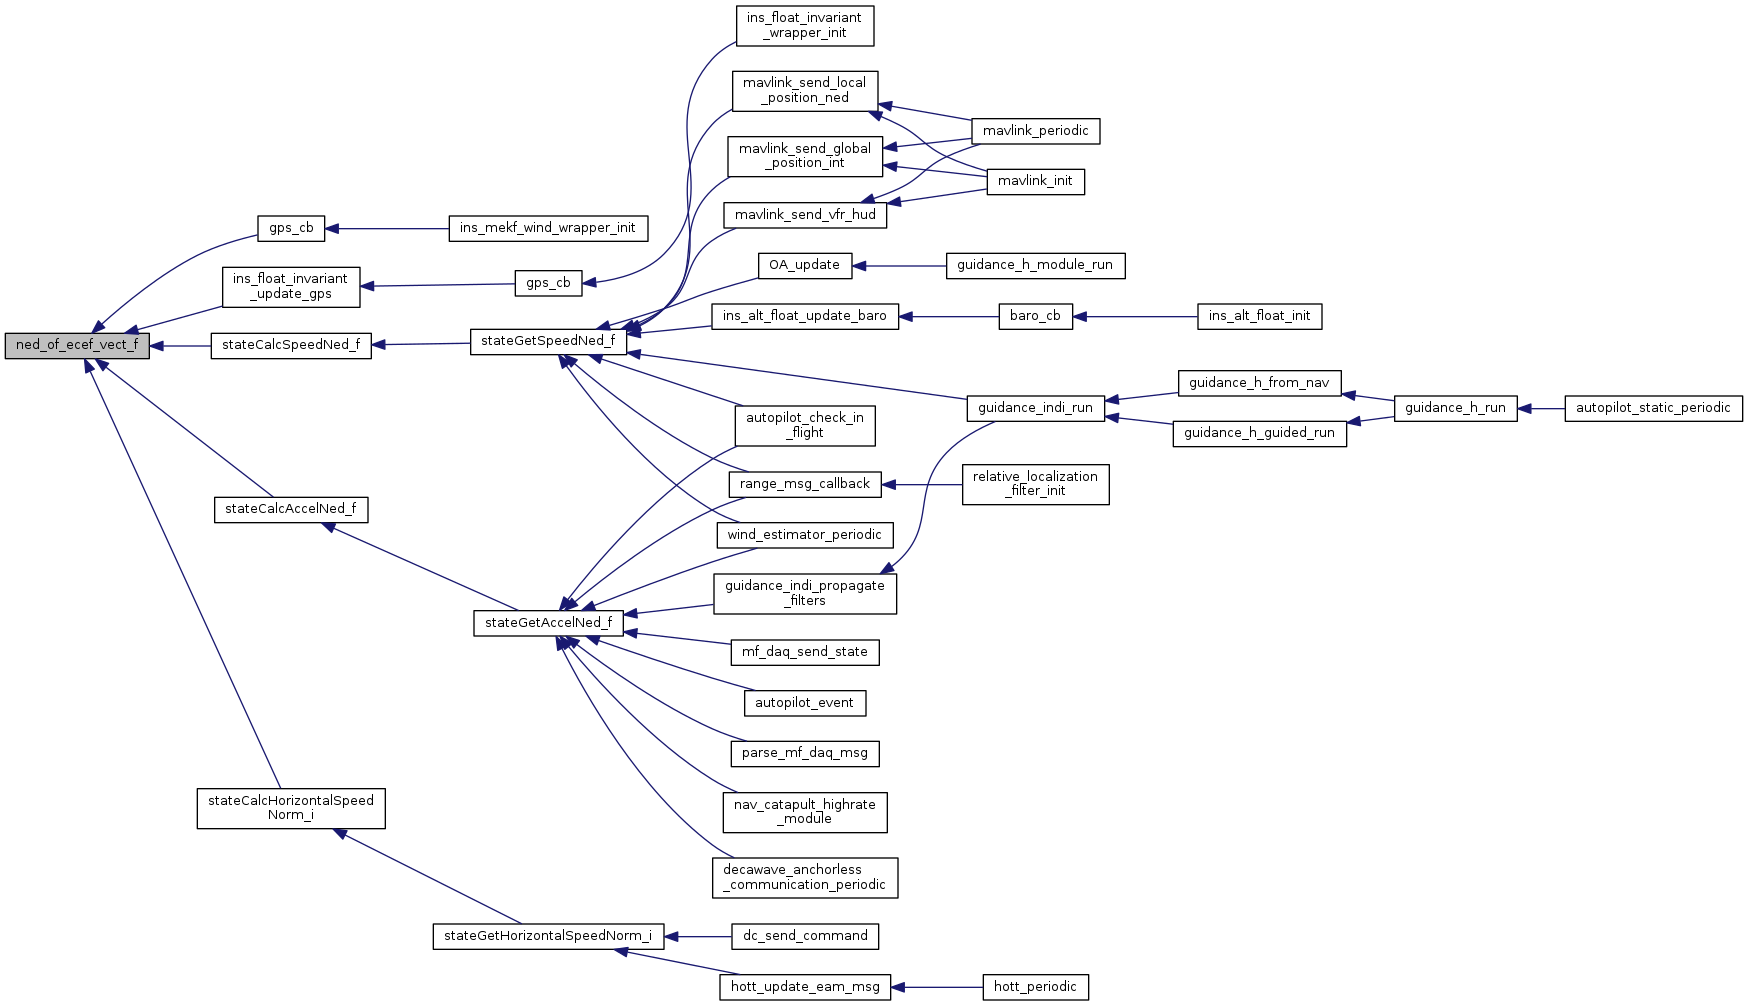 ins_float_invariant
_wrapper_init
mavlink_send_local
_position_ned
mavlink_periodic
mavlink_send_global
_position_int
mavlink_init
mavlink_send_vfr_hud
gps_cb
ins_mekf_wind_wrapper_init
OA_update
guidance_h_module_run
ins_float_invariant
_update_gps
gps_cb
ins_alt_float_update_baro
baro_cb
ins_alt_float_init
ned_of_ecef_vect_f
stateCalcSpeedNed_f
stateGetSpeedNed_f
guidance_h_from_nav
guidance_indi_run
guidance_h_run
autopilot_static_periodic
autopilot_check_in
_flight
guidance_h_guided_run
range_msg_callback
relative_localization
_filter_init
stateCalcAccelNed_f
wind_estimator_periodic
guidance_indi_propagate
_filters
stateGetAccelNed_f
mf_daq_send_state
autopilot_event
parse_mf_daq_msg
stateCalcHorizontalSpeed
Norm_i
nav_catapult_highrate
_module
decawave_anchorless
_communication_periodic
stateGetHorizontalSpeedNorm_i
dc_send_command
hott_update_eam_msg
hott_periodic